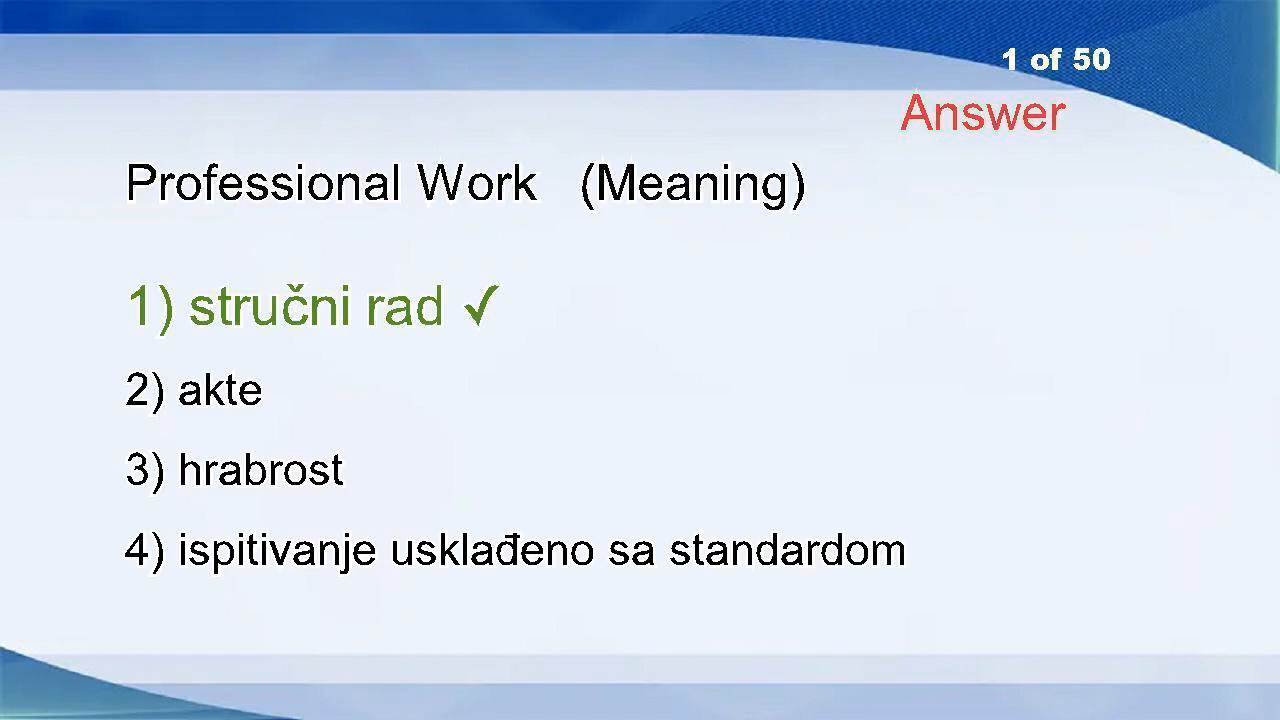 1 of 50
Answer
Professional Work (Meaning)
1) stručni rad ✓
2) akte
3) hrabrost
4) ispitivanje usklađeno sa standardom